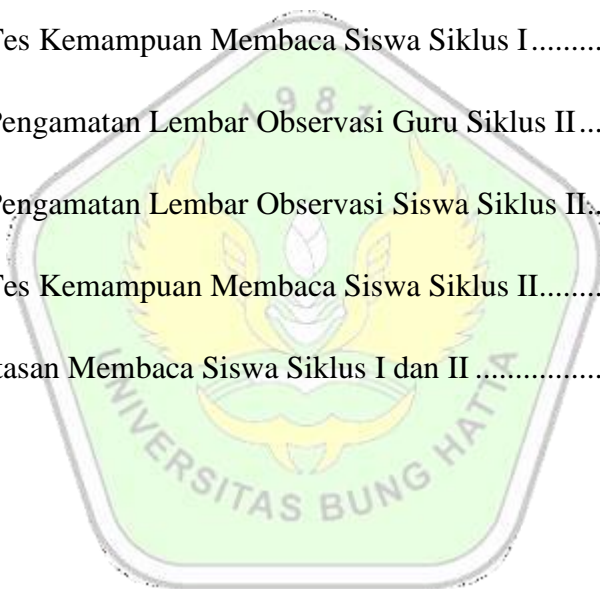 Tes Kemampuan Membaca Siswa Siklus I.........
1981
Pengamatan Lembar Observasi Guru Siklus II...
Pengamatan Lembar Observasi Siswa Siklus II..
Tes Kemampuan Membaca Siswa Siklus II........
tasan Membaca Siswa Siklus I dan II................
UNIVERSITAS BUNG HATTA